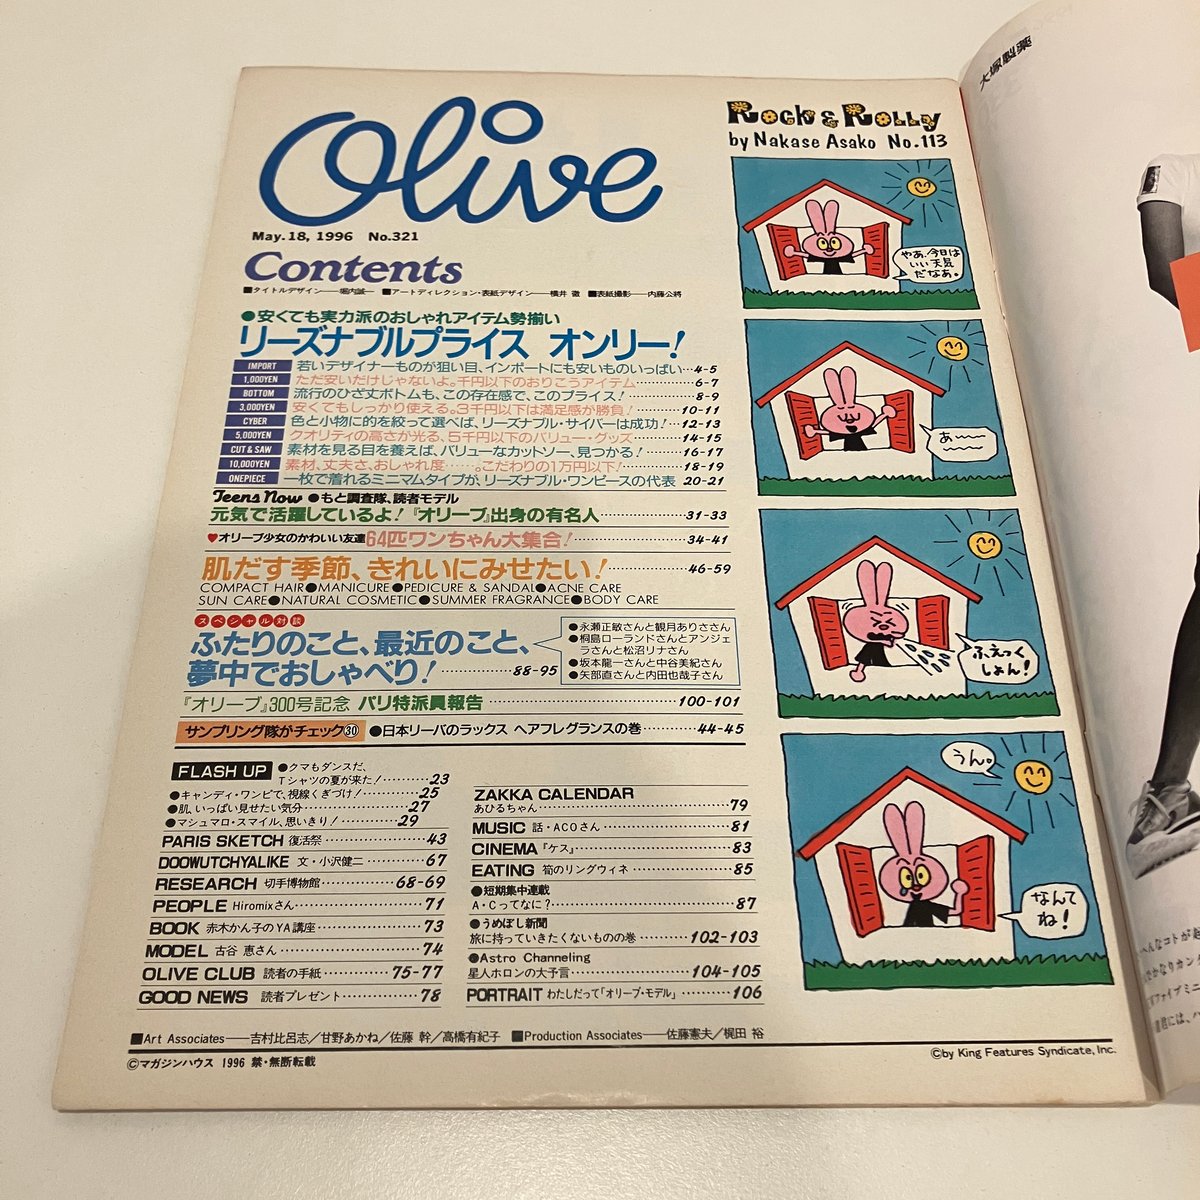 Olive
May.18, 1996 No.321
Contents
■タイトルデザイン――堀内誠一 ■アートディレクション・表紙デザイン――横井 徹 ■表紙撮影――内藤公将
●安くても実力派のおしゃれアイテム勢揃い
リーズナブルプライス オンリー!
IMPORT 若いデザイナーものが狙い目、インポートにも安いものいっぱい…4-5
1,000YEN ただ安いだけじゃないよ。千円以下のおりこうアイテム………6-7
BOTTOM 流行のひざ丈ボトムも、この存在感で、このプライス!………8-9
3,000YEN 安くてもしっかり使える。3千円以下は満足感が勝負!………10-11
CYBER 色と小物に的を絞って選べば、リーズナブル・サイバーは成功!…12-13
5,000YEN クオリティの高さが光る、5千円以下のバリュー・グッズ………14-15
CUT & SAW 素材を見る目を養えば、バリューなカットソー、見つかる!………16-17
10,000YEN 素材、丈夫さ、おしゃれ度……。こだわりの1万円以下!………18-19
ONEPIECE 一枚で着れるミニマムタイプが、リーズナブル・ワンピースの代表 20-21
Teens Now ●もと調査隊、読者モデル
元気で活躍しているよ!『オリーブ』出身の有名人………31-33
♥オリーブ少女のかわいい友達 64匹ワンちゃん大集合!………34-41
肌だす季節、きれいにみせたい!………46-59
COMPACT HAIR●MANICURE●PEDICURE & SANDAL●ACNE CARE
SUN CARE●NATURAL COSMETIC●SUMMER FRAGRANCE●BODY CARE
スペシャル対談
ふたりのこと、最近のこと、
夢中でおしゃべり!………88-95
●永瀬正敏さんと観月ありささん
●桐島ローランドさんとアンジェ
ラさんと松沼リナさん
●坂本龍一さんと中谷美紀さん
●矢部直さんと内田也哉子さん
『オリーブ』300号記念 パリ特派員報告………100-101
サンプリング隊がチェック㉚ ●日本リーバのラックス ヘアフレグランスの巻………44-45
FLASH UP ●クマもダンスだ、
Tシャツの夏が来た!………23
●キャンディ・ワンピで、視線くぎづけ!………25
●肌、いっぱい見せたい気分………27
●マシュマロ・スマイル、思いきり!………29
PARIS SKETCH 復活祭………43
DOOWUTCHYALIKE 文・小沢健二………67
RESEARCH 切手博物館………68-69
PEOPLE Hiromixさん………71
BOOK 赤木かん子のYA講座………73
MODEL 古谷 恵さん………74
OLIVE CLUB 読者の手紙………75-77
GOOD NEWS 読者プレゼント………78
ZAKKA CALENDAR
あひるちゃん………79
MUSIC 話・ACOさん………81
CINEMA『ケス』………83
EATING 筍のリングウィネ………85
●短期集中連載
A・Cってなに?………87
●うめぼし新聞
旅に持っていきたくないものの巻………102-103
●Astro Channeling
星人ホロンの大予言………104-105
PORTRAIT わたしだって「オリーブ・モデル」………106
■Art Associates――吉村比呂志/甘野あかね/佐藤 幹/高橋有紀子 ■Production Associates――佐藤憲夫/梶田 裕
©マガジンハウス 1996 禁・無断転載
©by King Features Syndicate, Inc.
ROCK & ROLLY
by Nakase Asako No.113
やあ、今日は
いい天気
だなあ。
あ〜〜
ふえっく
しょん!
うん。
なんて
ね!
大塚製薬